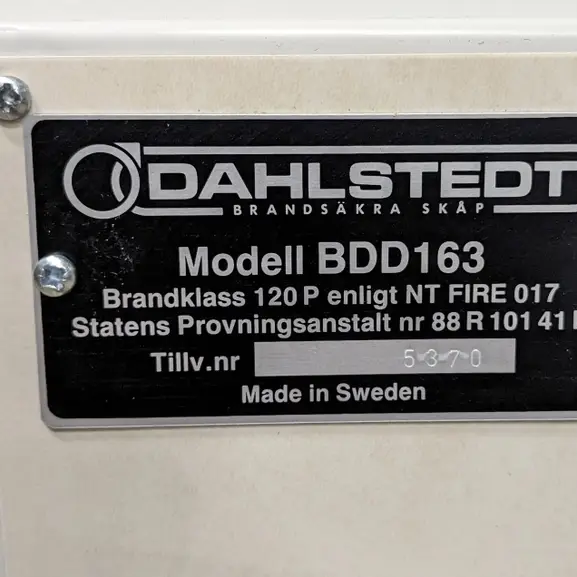 DAHLSTEDT
BRANDSÄKRA SKÅP
Modell BDD163
Brandklass 120 P enligt NT FIRE 017
Statens Provningsanstalt nr 88 R 101 41
Tillv.nr 5370
Made in Sweden